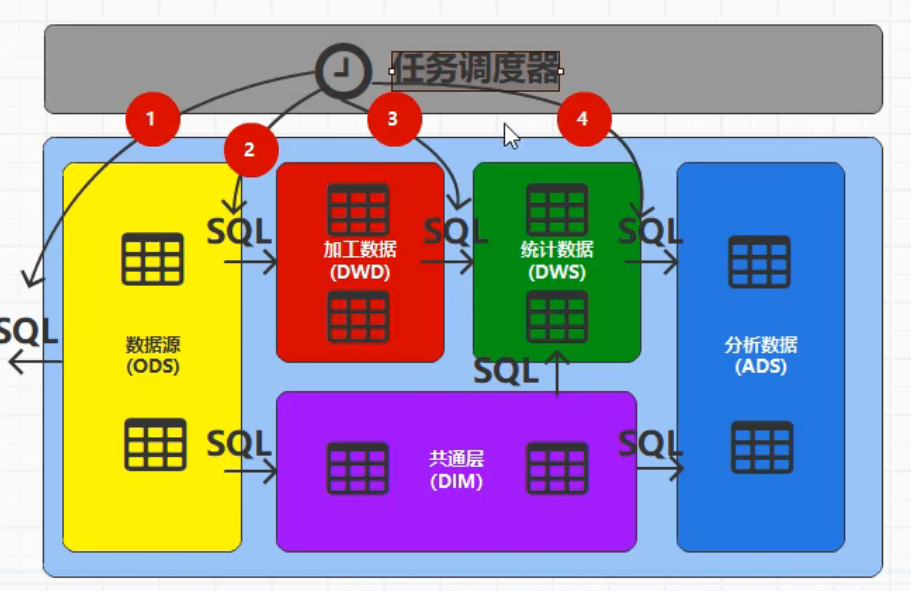 任务调度器
1
2
3
4
SQL
SQL
SQL
加工数据
(DWD)
统计数据
(DWS)
SQL
数据源
(ODS)
分析数据
(ADS)
SQL
SQL
SQL
共通层
(DIM)